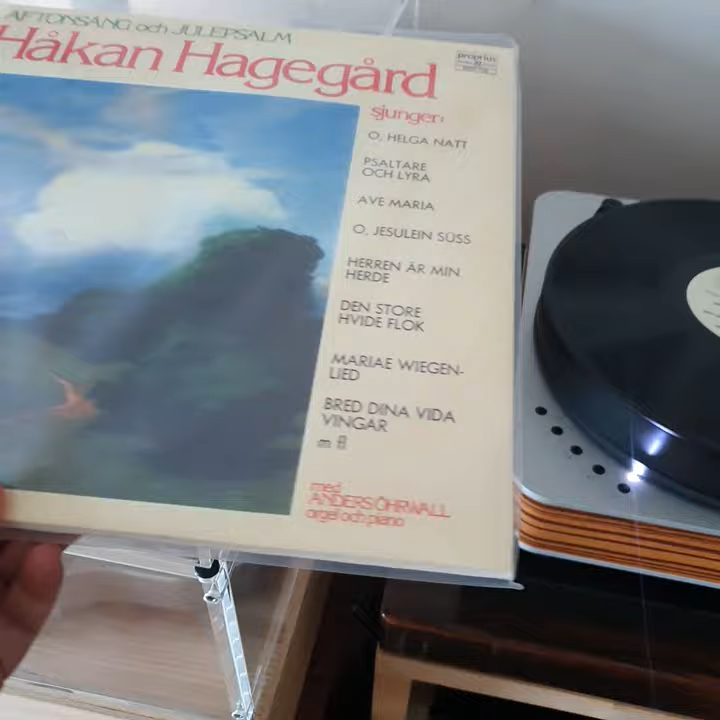 AFTONSÅNG och JULEPSALM
Håkan Hagegård
proprius
sjunger:
O, HELGA NATT
PSALTARE
OCH LYRA
AVE MARIA
O, JESULEIN SÜSS
HERREN ÄR MIN
HERDE
DEN STORE
HVIDE FLOK
MARIAE WIEGEN-
LIED
BRED DINA VIDA
VINGAR
m fl
med
ANDERS ÖHRWALL
orgel och piano